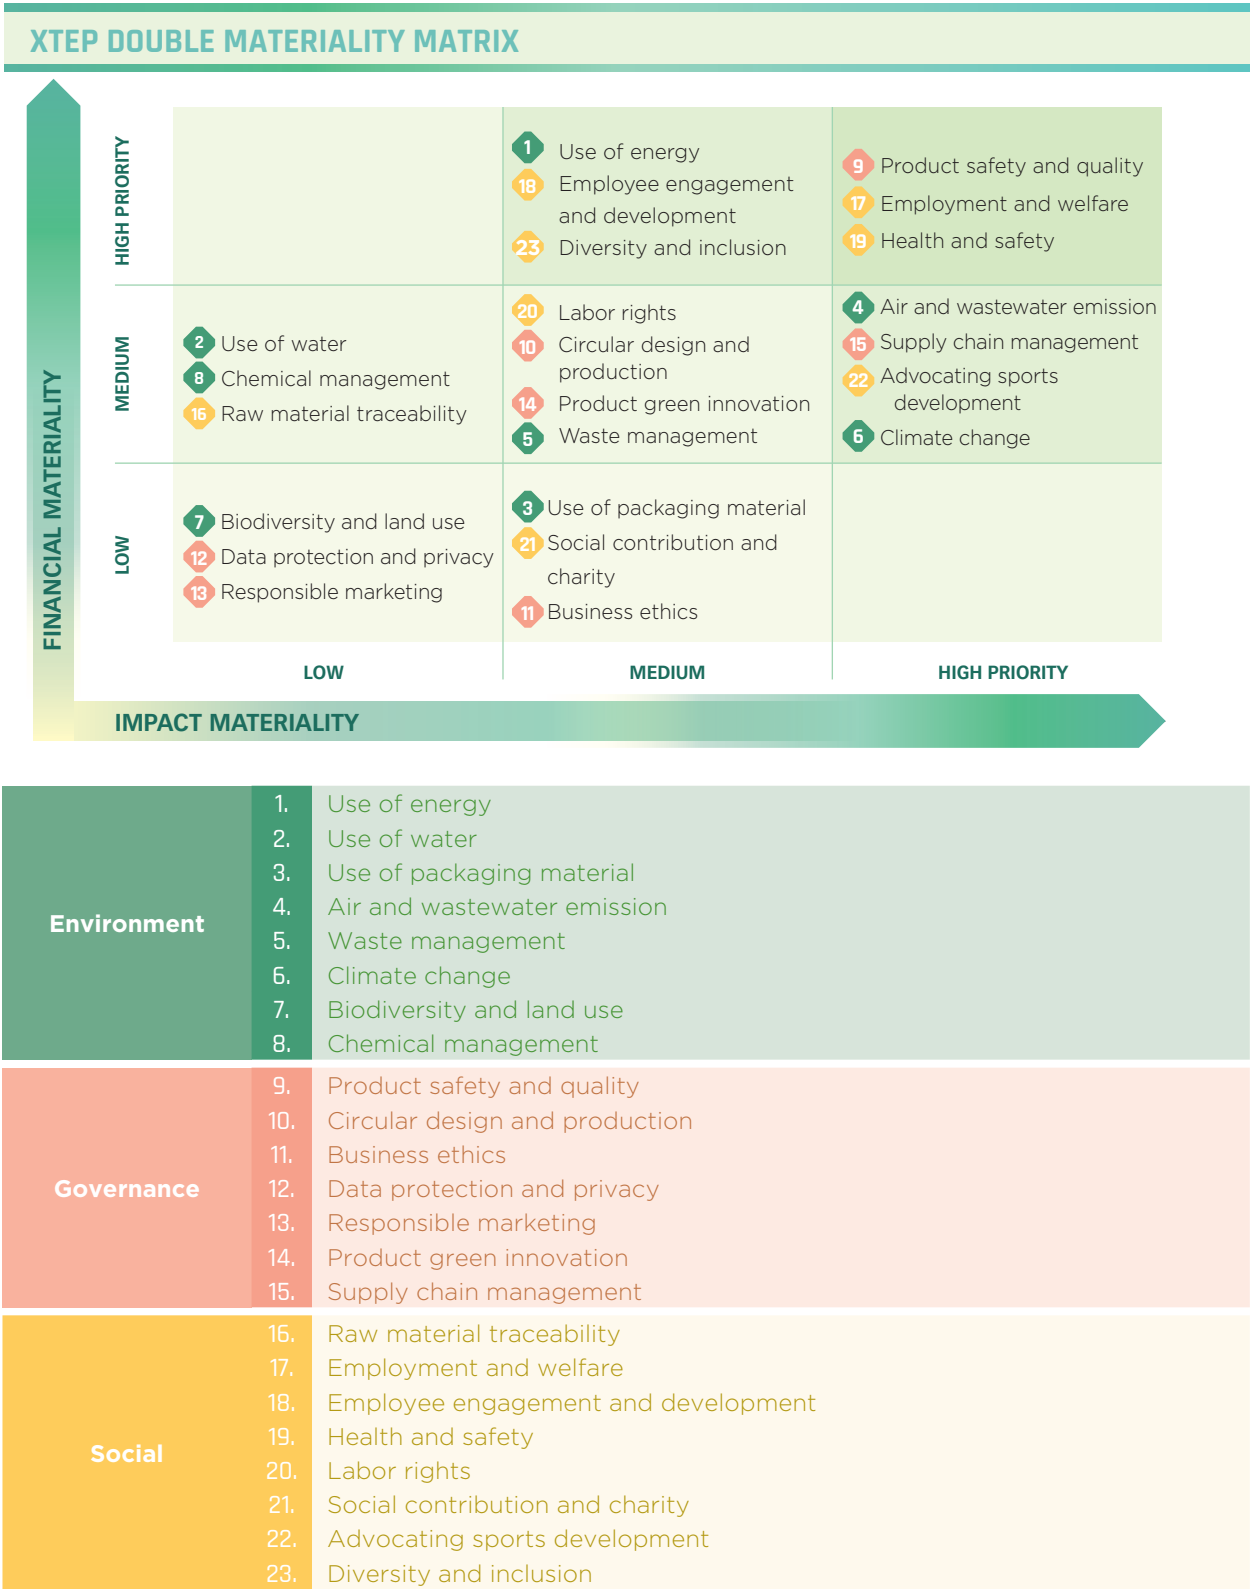 XTEP DOUBLE MATERIALITY MATRIX
FINANCIAL MATERIALITY
HIGH PRIORITY
1 Use of energy
18 Employee engagement
and development
23 Diversity and inclusion
9 Product safety and quality
17 Employment and welfare
19 Health and safety
MEDIUM
2 Use of water
8 Chemical management
16 Raw material traceability
20 Labor rights
10 Circular design and
production
14 Product green innovation
5 Waste management
4 Air and wastewater emission
15 Supply chain management
22 Advocating sports
development
6 Climate change
LOW
7 Biodiversity and land use
12 Data protection and privacy
13 Responsible marketing
3 Use of packaging material
21 Social contribution and
charity
11 Business ethics
LOW
MEDIUM
HIGH PRIORITY
IMPACT MATERIALITY
Environment
1. Use of energy
2. Use of water
3. Use of packaging material
4. Air and wastewater emission
5. Waste management
6. Climate change
7. Biodiversity and land use
8. Chemical management
Governance
9. Product safety and quality
10. Circular design and production
11. Business ethics
12. Data protection and privacy
13. Responsible marketing
14. Product green innovation
15. Supply chain management
Social
16. Raw material traceability
17. Employment and welfare
18. Employee engagement and development
19. Health and safety
20. Labor rights
21. Social contribution and charity
22. Advocating sports development
23. Diversity and inclusion